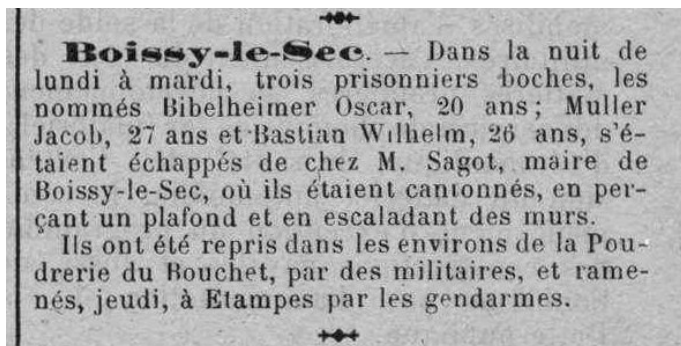 Boissy-le-Sec. — Dans la nuit de
lundi à mardi, trois prisonniers boches, les
nommés Bibelheimer Oscar, 20 ans; Muller
Jacob, 27 ans et Bastian Wilhelm, 26 ans, s'é-
taient échappés de chez M. Sagot, maire de
Boissy-le-Sec, où ils étaient cantonnés, en per-
çant un plafond et en escaladant des murs.
Ils ont été repris dans les environs de la Pou-
drerie du Bouchet, par des militaires, et rame-
nés, jeudi, à Etampes par les gendarmes.